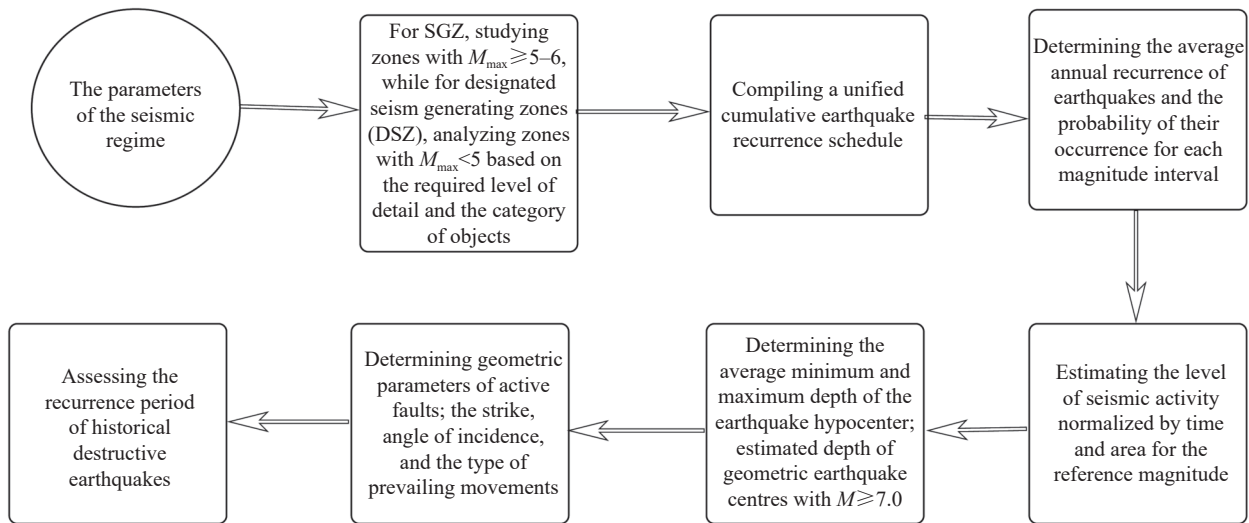 The parameters
of the seismic
regime
For SGZ, studying
zones with Mmax⩾5–6,
while for designated
seism generating zones
(DSZ), analyzing zones
with Mmax<5 based on
the required level of
detail and the category
of objects
Compiling a unified
cumulative earthquake
recurrence schedule
Determining the average
annual recurrence of
earthquakes and the
probability of their
occurrence for each
magnitude interval
Estimating the level
of seismic activity
normalized by time
and area for the
reference magnitude
Determining the
average minimum and
maximum depth of the
earthquake hypocenter;
estimated depth of
geometric earthquake
centres with M⩾7.0
Determining geometric
parameters of active
faults; the strike,
angle of incidence,
and the type of
prevailing movements
Assessing the
recurrence period
of historical
destructive
earthquakes